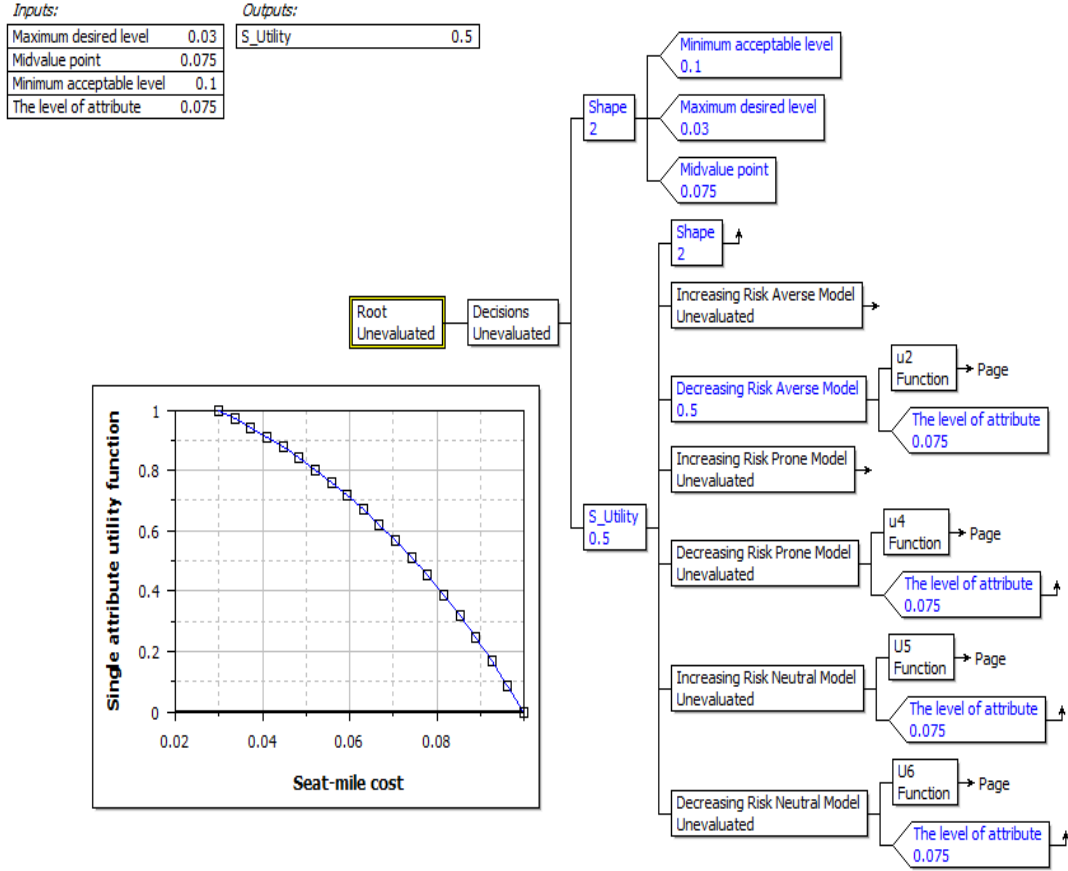 Inputs:
Maximum desired level 0.03
Midvalue point 0.075
Minimum acceptable level 0.1
The level of attribute 0.075
Outputs:
S_Utility 0.5
Minimum acceptable level
0.1
Shape
2
Maximum desired level
0.03
Midvalue point
0.075
Shape
2
Root
Unevaluated
Decisions
Unevaluated
Increasing Risk Averse Model
Unevaluated
Decreasing Risk Averse Model
0.5
u2
Function
Page
The level of attribute
0.075
Increasing Risk Prone Model
Unevaluated
S_Utility
0.5
Decreasing Risk Prone Model
Unevaluated
u4
Function
Page
The level of attribute
0.075
Increasing Risk Neutral Model
Unevaluated
U5
Function
Page
The level of attribute
0.075
Decreasing Risk Neutral Model
Unevaluated
U6
Function
Page
The level of attribute
0.075
Single attribute utility function
1
0.8
0.6
0.4
0.2
0
0.02 0.04 0.06 0.08
Seat-mile cost